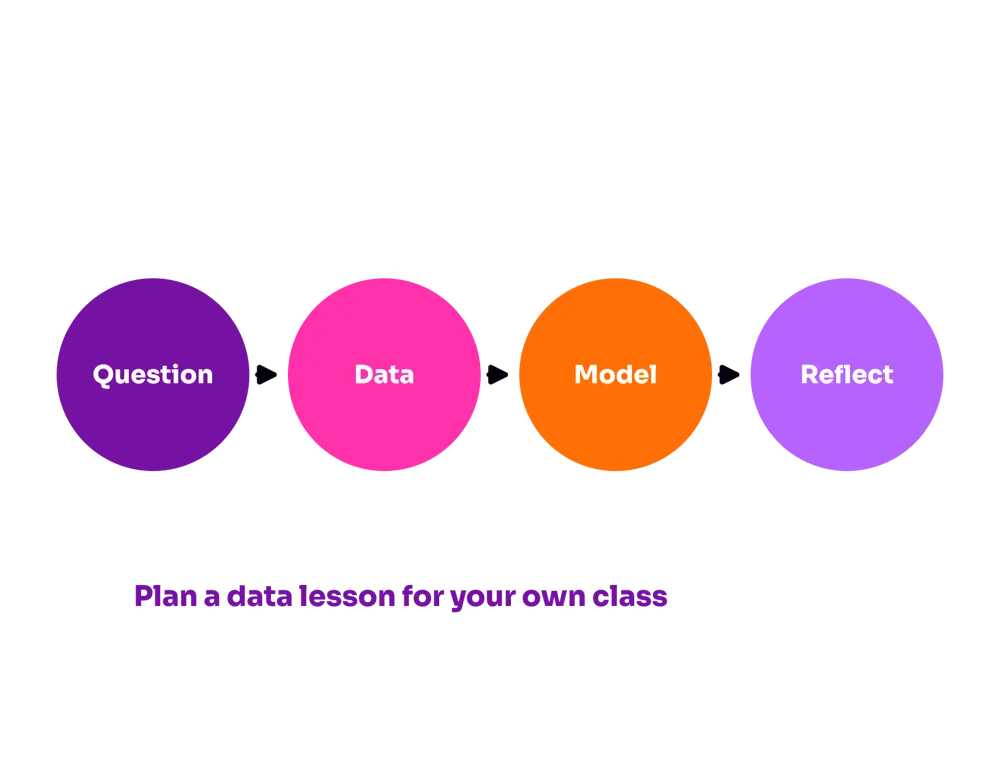 Question
Data
Model
Reflect
Plan a data lesson for your own class